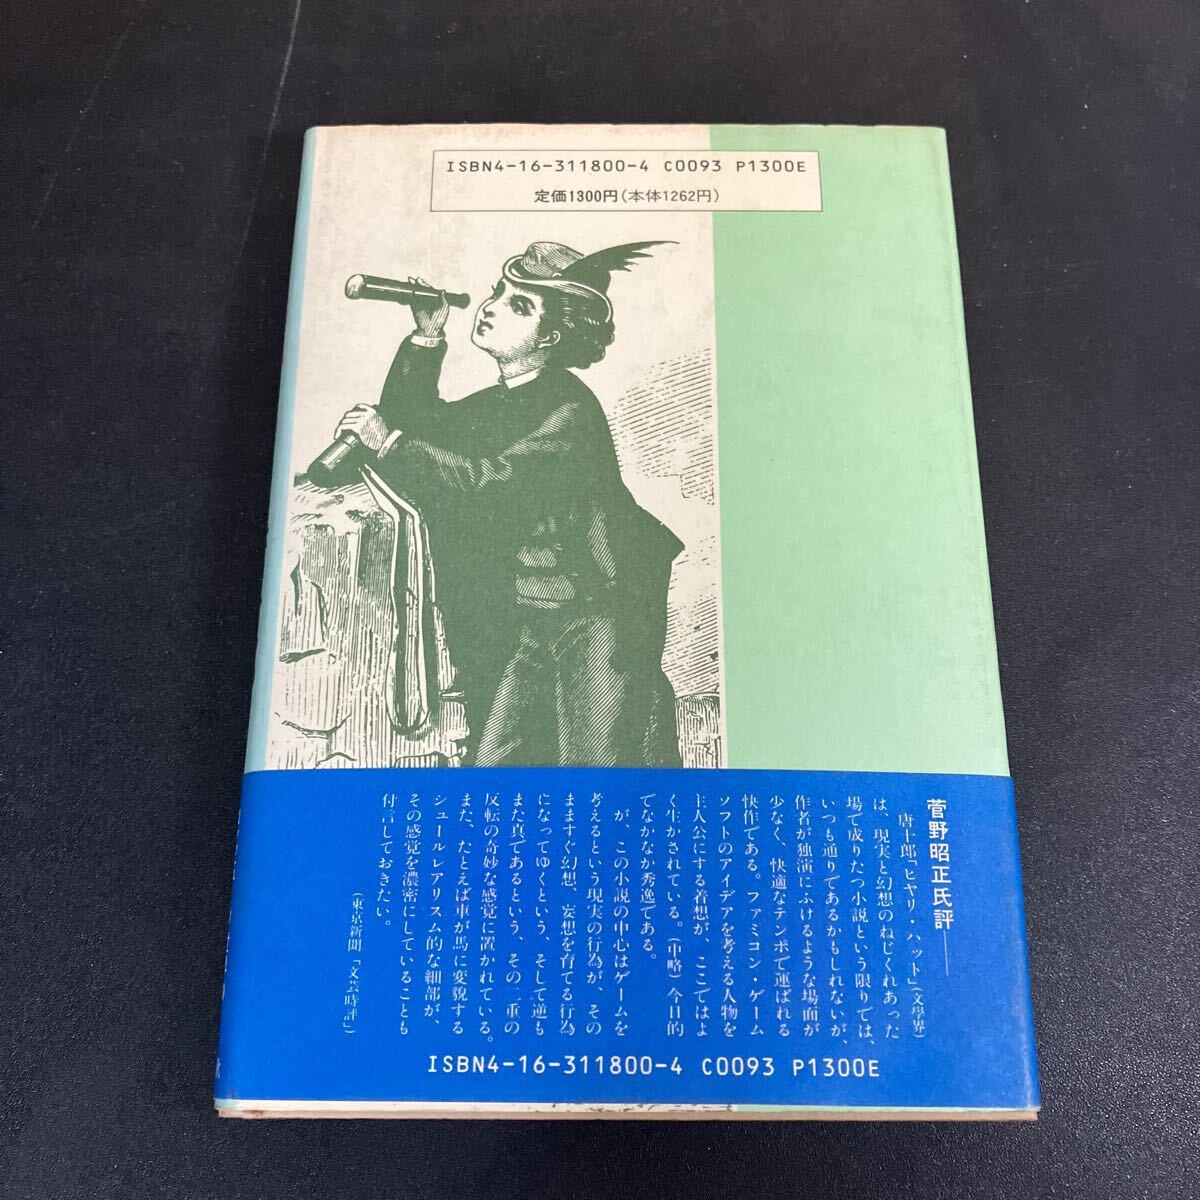 ISBN4-16-311800-4 C0093 P1300E
定価1300円(本体1262円)
菅野昭正氏評――
唐十郎「ヒヤリ・ハット」(文學界)
は、現実と幻想のねじくれあった
場で成りたつ小説という限りでは、
いつも通りであるかもしれないが、
作者が独演にふけるような場面が
少なく、快適なテンポで運ばれる
快作である。ファミコン・ゲーム
ソフトのアイデアを考える人物を
主人公にする着想が、ここではよ
く生かされている。(中略)今日的
でなかなか秀逸である。
が、この小説の中心はゲームを
考えるという現実の行為が、その
まますぐ幻想、妄想を育てる行為
になってゆくという、そして逆も
また真であるという、その二重の
反転の奇妙な感覚に置かれている。
また、たとえば車が馬に変貌する
シュールレアリスム的な細部が、
その感覚を濃密にしていることも
付言しておきたい。
(東京新聞「文芸時評」)
ISBN4-16-311800-4 C0093 P1300E